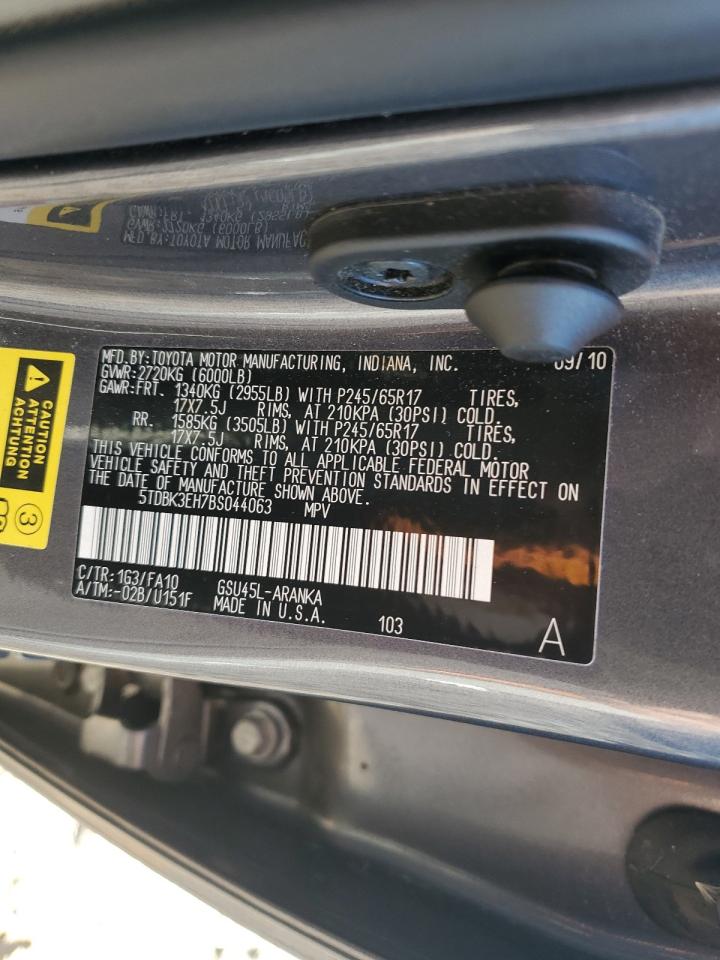 MFD.BY:TOYOTA MOTOR MANUFACTURING, INDIANA, INC. 09/10
GVWR:2720KG (6000LB)
GAWR:FRT. 1340KG (2955LB) WITH P245/65R17 TIRES,
17X7.5J RIMS, AT 210KPA (30PSI) COLD.
RR. 1585KG (3505LB) WITH P245/65R17 TIRES,
17X7.5J RIMS, AT 210KPA (30PSI) COLD.
THIS VEHICLE CONFORMS TO ALL APPLICABLE FEDERAL MOTOR
VEHICLE SAFETY AND THEFT PREVENTION STANDARDS IN EFFECT ON
THE DATE OF MANUFACTURE SHOWN ABOVE.
5TDBK3EH7BS044063 MPV
C/TR:1G3/FA10 GSU45L-ARANKA
A/TM:-02B/U151F MADE IN U.S.A. 103
A
CAUTION
ATTENTION
ACHTUNG
3